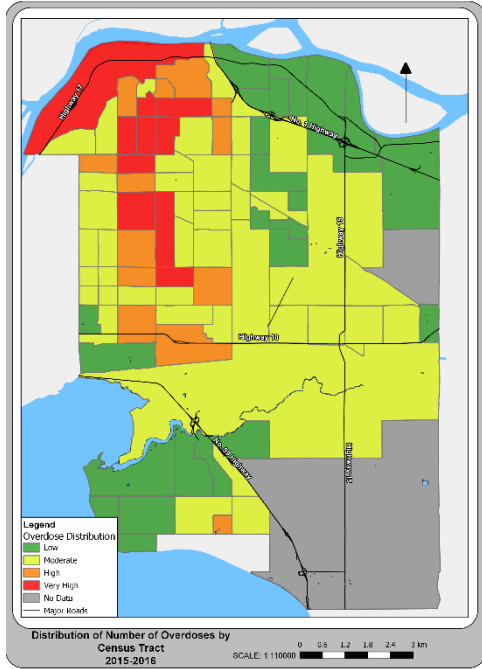 Highway 17
No. 1 Highway
Highway 15
Highway 10
No. 99 Highway
Highway 15
Legend
Overdose Distribution
Low
Moderate
High
Very High
No Data
Major Roads
Distribution of Number of Overdoses by
Census Tract
2015-2016
SCALE: 1:110000
0 0.6 1.2 1.8 2.4 3 km